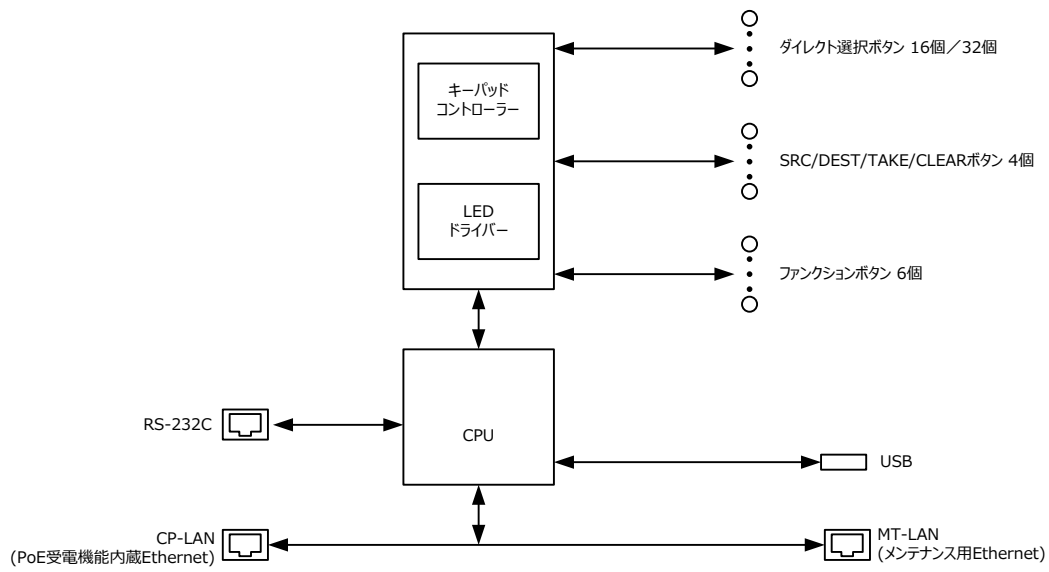 ダイレクト選択ボタン 16個／32個
キーパッド
コントローラー
SRC/DEST/TAKE/CLEARボタン 4個
LED
ドライバー
ファンクションボタン 6個
RS-232C
CPU
USB
CP-LAN
(PoE受電機能内蔵Ethernet)
MT-LAN
(メンテナンス用Ethernet)